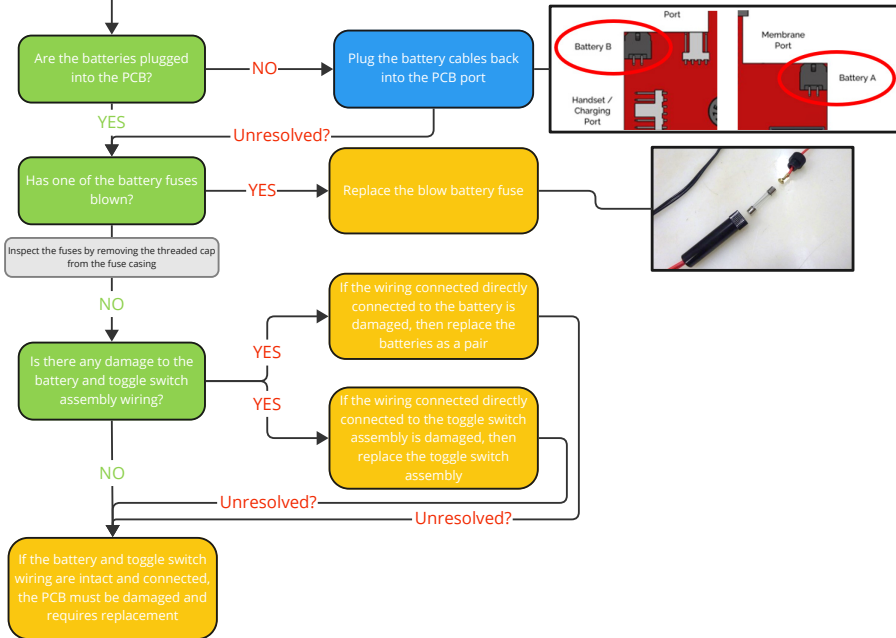 Are the batteries plugged
into the PCB?
NO
Plug the battery cables back
into the PCB port
Port
Battery B
Handset /
Charging
Port
Membrane
Port
Battery A
YES
Unresolved?
Has one of the battery fuses
blown?
YES
Replace the blow battery fuse
Inspect the fuses by removing the threaded cap
from the fuse casing
NO
Is there any damage to the
battery and toggle switch
assembly wiring?
YES
If the wiring connected directly
connected to the battery is
damaged, then replace the
batteries as a pair
YES
If the wiring connected directly
connected to the toggle switch
assembly is damaged, then
replace the toggle switch
assembly
NO
Unresolved?
Unresolved?
If the battery and toggle switch
wiring are intact and connected,
the PCB must be damaged and
requires replacement